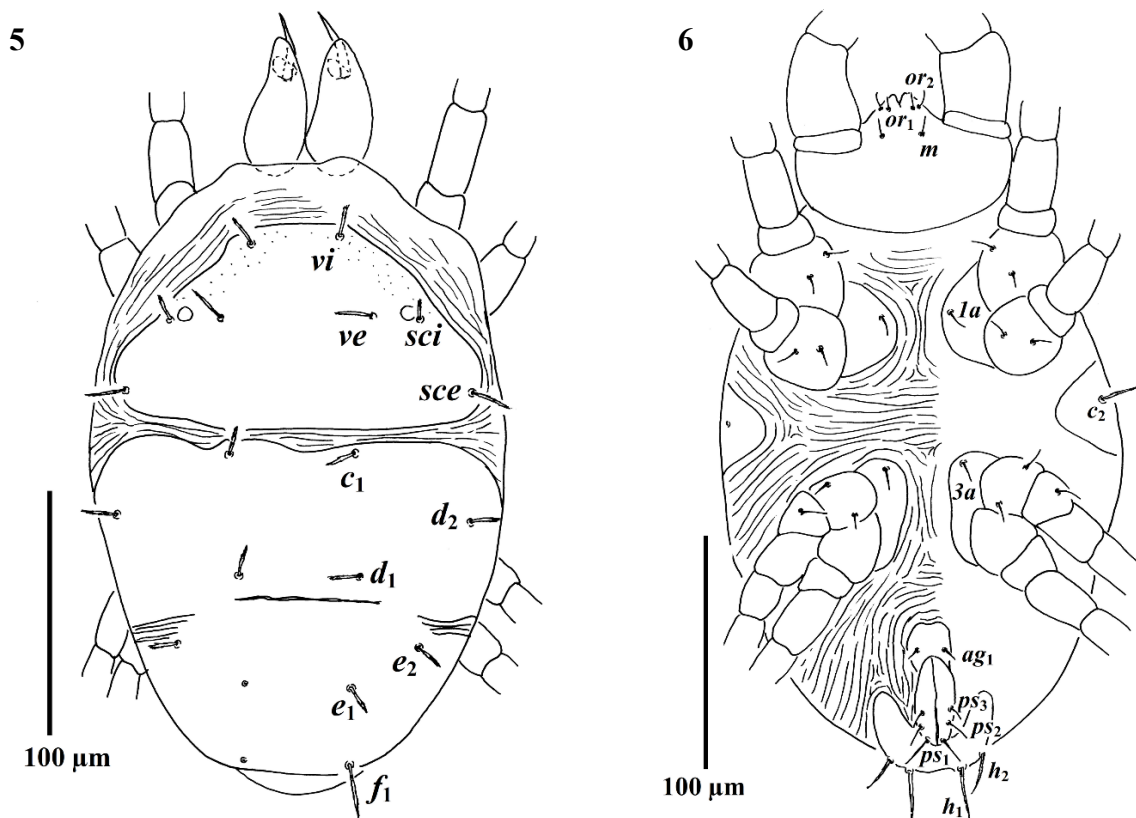 5
vi
ve sci
sce
c1
d2
d1
e2
e1
f1
100 µm
6
or2
or1
m
1a
c2
3a
ag1
ps3
ps2
ps1
h2
h1
100 µm